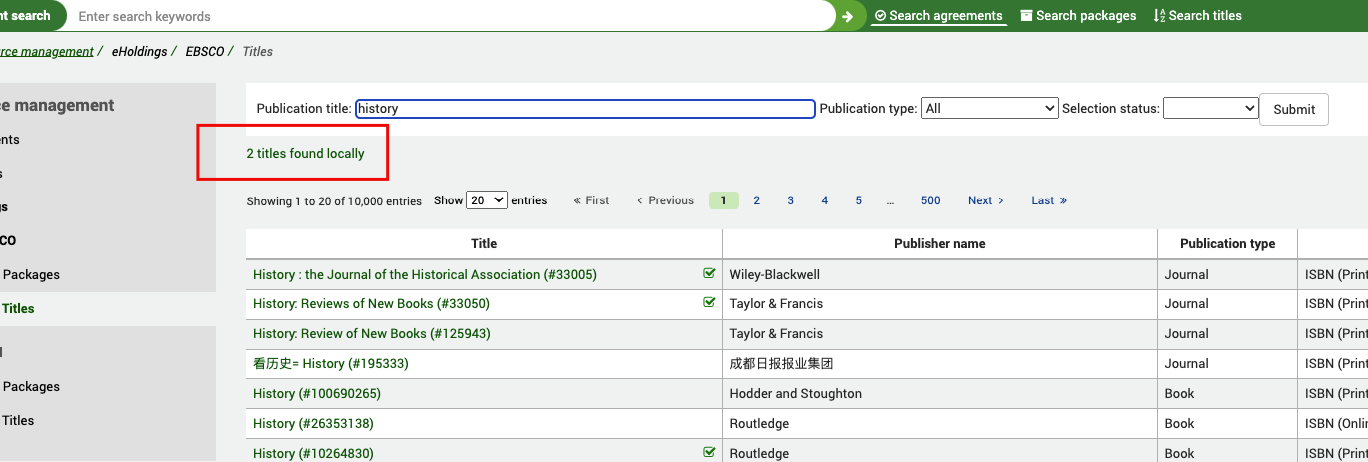 nt search Enter search keywords Search agreements Search packages Search titles
rce management / eHoldings / EBSCO / Titles
ce management
Publication title: history Publication type: All Selection status: Submit
ents
2 titles found locally
s
Showing 1 to 20 of 10,000 entries Show 20 entries « First < Previous 1 2 3 4 5 ... 500 Next > Last »
gs
CO
Title Publisher name Publication type
Packages
History : the Journal of the Historical Association (#33005) Wiley-Blackwell Journal ISBN (Print
Titles
History: Reviews of New Books (#33050) Taylor & Francis Journal ISBN (Print
History: Review of New Books (#125943) Taylor & Francis Journal ISBN (Print
l
看历史= History (#195333) 成都日报报业集团 Journal ISBN (Print
Packages
History (#100690265) Hodder and Stoughton Book ISBN (Print
Titles
History (#26353138) Routledge Book ISBN (Onli
History (#10264830) Routledge Book ISBN (Print